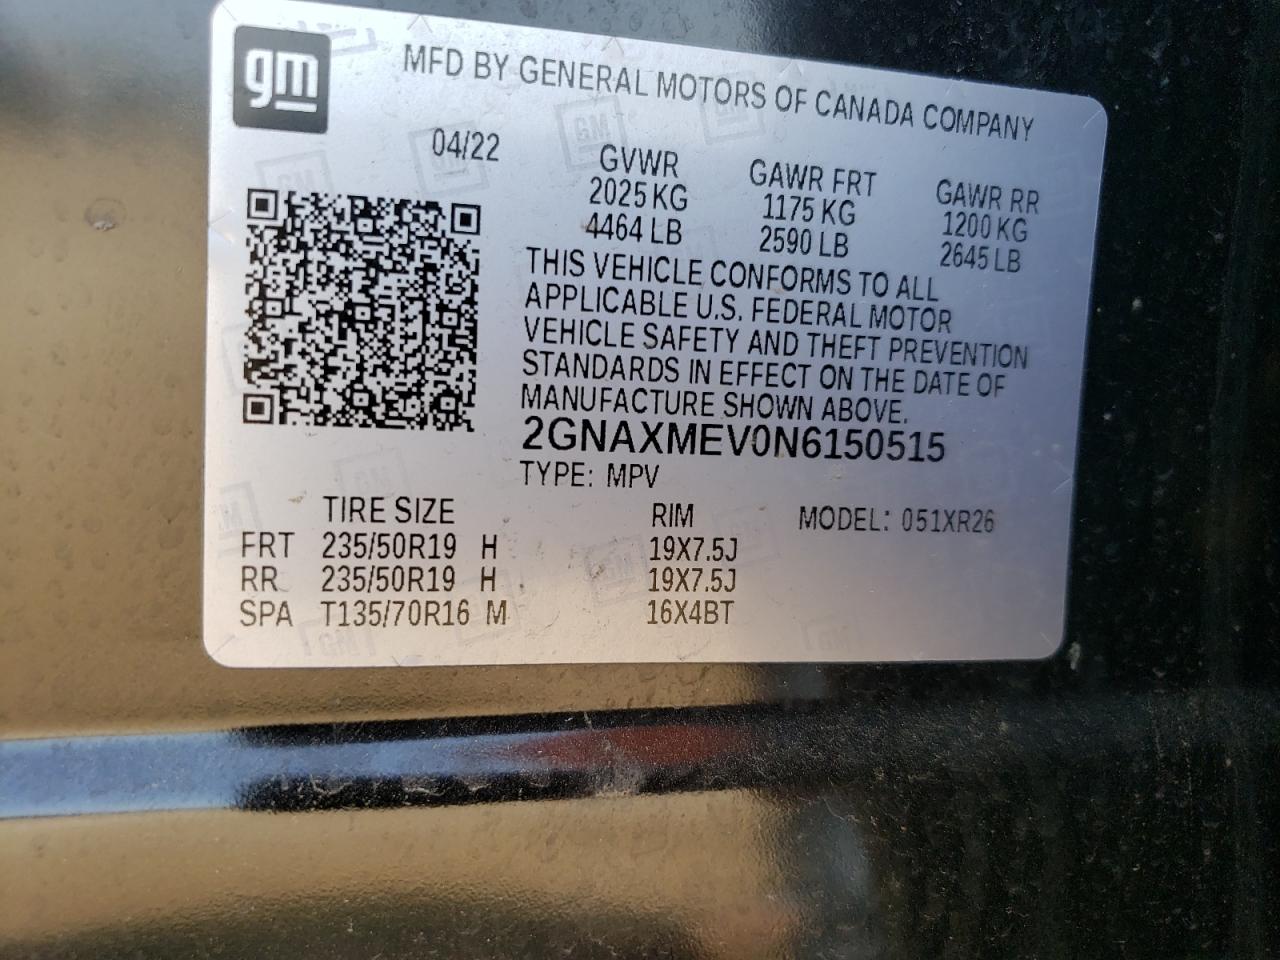 gm
MFD BY GENERAL MOTORS OF CANADA COMPANY
04/22
GVWR GAWR FRT GAWR RR
2025 KG 1175 KG 1200 KG
4464 LB 2590 LB 2645 LB
THIS VEHICLE CONFORMS TO ALL
APPLICABLE U.S. FEDERAL MOTOR
VEHICLE SAFETY AND THEFT PREVENTION
STANDARDS IN EFFECT ON THE DATE OF
MANUFACTURE SHOWN ABOVE.
2GNAXMEV0N6150515
TYPE: MPV
TIRE SIZE RIM MODEL: 051XR26
FRT 235/50R19 H 19X7.5J
RR 235/50R19 H 19X7.5J
SPA T135/70R16 M 16X4BT